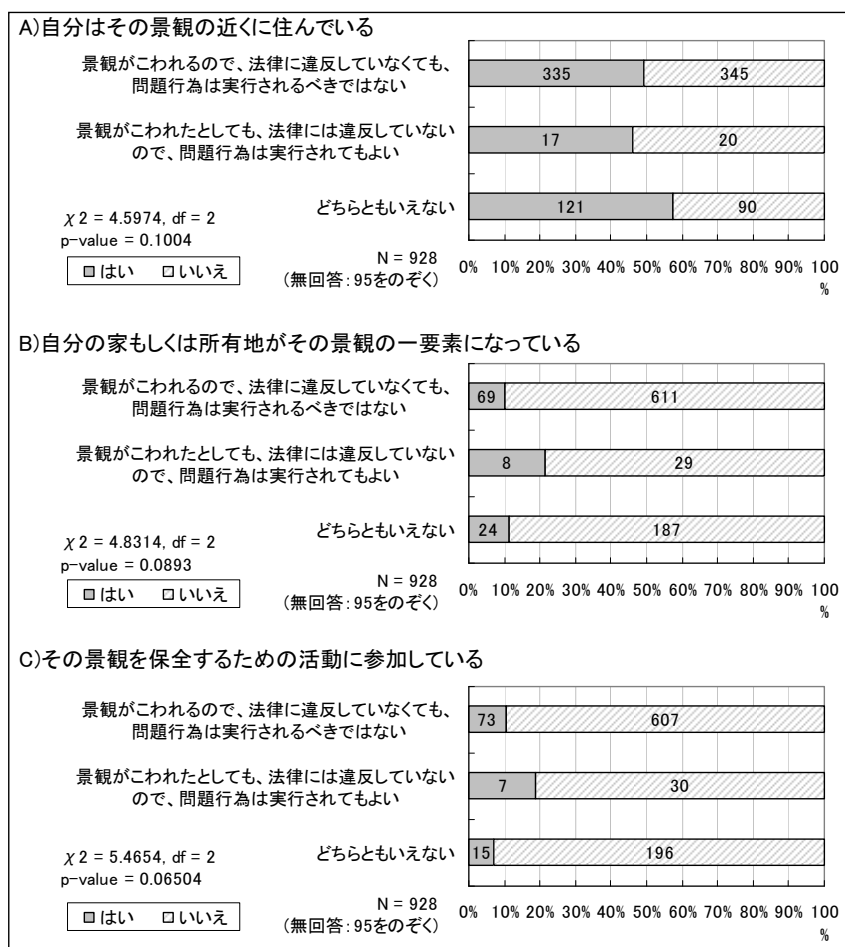 A)自分はその景観の近くに住んでいる
景観がこわれるので、法律に違反していなくても、
問題行為は実行されるべきではない
335 345
景観がこわれたとしても、法律には違反していない
ので、問題行為は実行されてもよい
17 20
どちらともいえない
121 90
χ2 = 4.5974, df = 2
p-value = 0.1004
はい いいえ
N = 928
(無回答:95をのぞく)
0% 10% 20% 30% 40% 50% 60% 70% 80% 90% 100
%
B)自分の家もしくは所有地がその景観の一要素になっている
景観がこわれるので、法律に違反していなくても、
問題行為は実行されるべきではない
69 611
景観がこわれたとしても、法律には違反していない
ので、問題行為は実行されてもよい
8 29
どちらともいえない
24 187
χ2 = 4.8314, df = 2
p-value = 0.0893
はい いいえ
N = 928
(無回答:95をのぞく)
0% 10% 20% 30% 40% 50% 60% 70% 80% 90% 100
%
C)その景観を保全するための活動に参加している
景観がこわれるので、法律に違反していなくても、
問題行為は実行されるべきではない
73 607
景観がこわれたとしても、法律には違反していない
ので、問題行為は実行されてもよい
7 30
どちらともいえない
15 196
χ2 = 5.4654, df = 2
p-value = 0.06504
はい いいえ
N = 928
(無回答:95をのぞく)
0% 10% 20% 30% 40% 50% 60% 70% 80% 90% 100
%